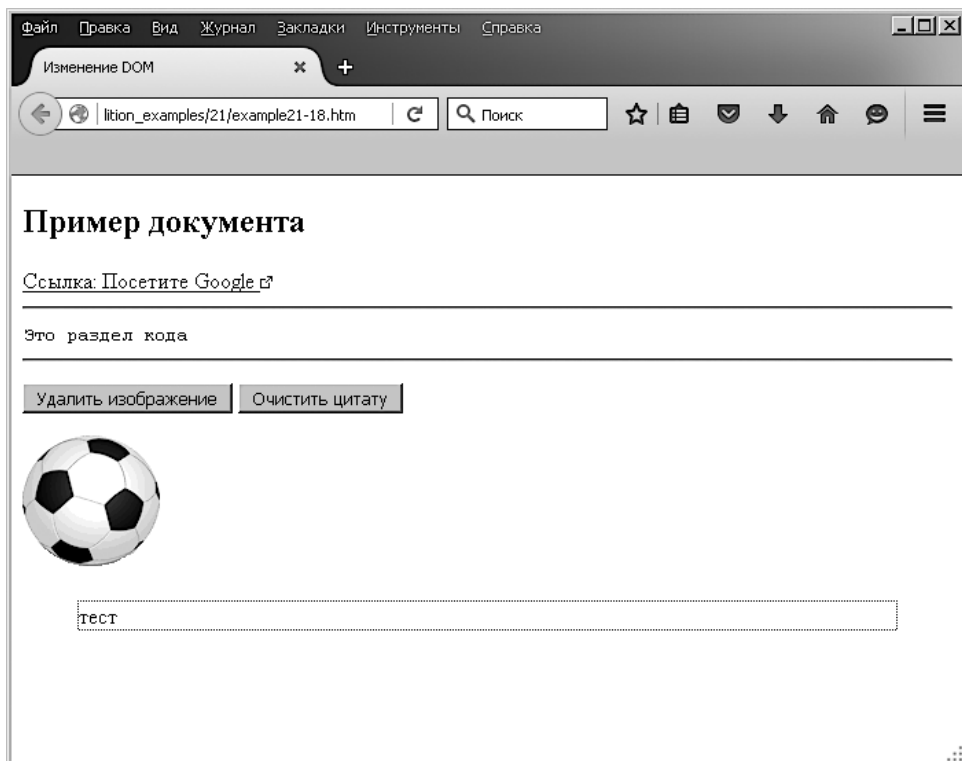 Файл Правка Вид Журнал Закладки Инструменты Справка
Изменение DOM
lition_examples/21/example21-18.htm
Поиск
Пример документа
Ссылка: Посетите Google
Это раздел кода
Удалить изображение Очистить цитату
тест